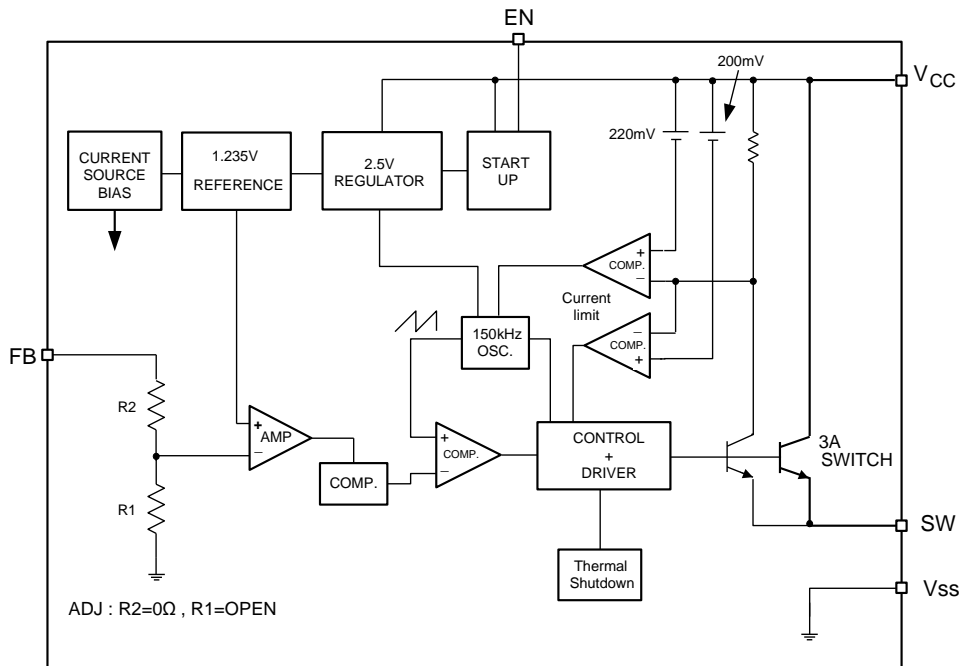 EN
200mV
VCC
220mV
CURRENT
SOURCE
BIAS
1.235V
REFERENCE
2.5V
REGULATOR
START
UP
+
COMP.
−
Current
limit
−
COMP.
+
150kHz
OSC.
FB
R2
+
AMP
−
COMP.
+
COMP.
−
CONTROL
+
DRIVER
3A
SWITCH
R1
SW
Thermal
Shutdown
Vss
ADJ : R2=0Ω , R1=OPEN